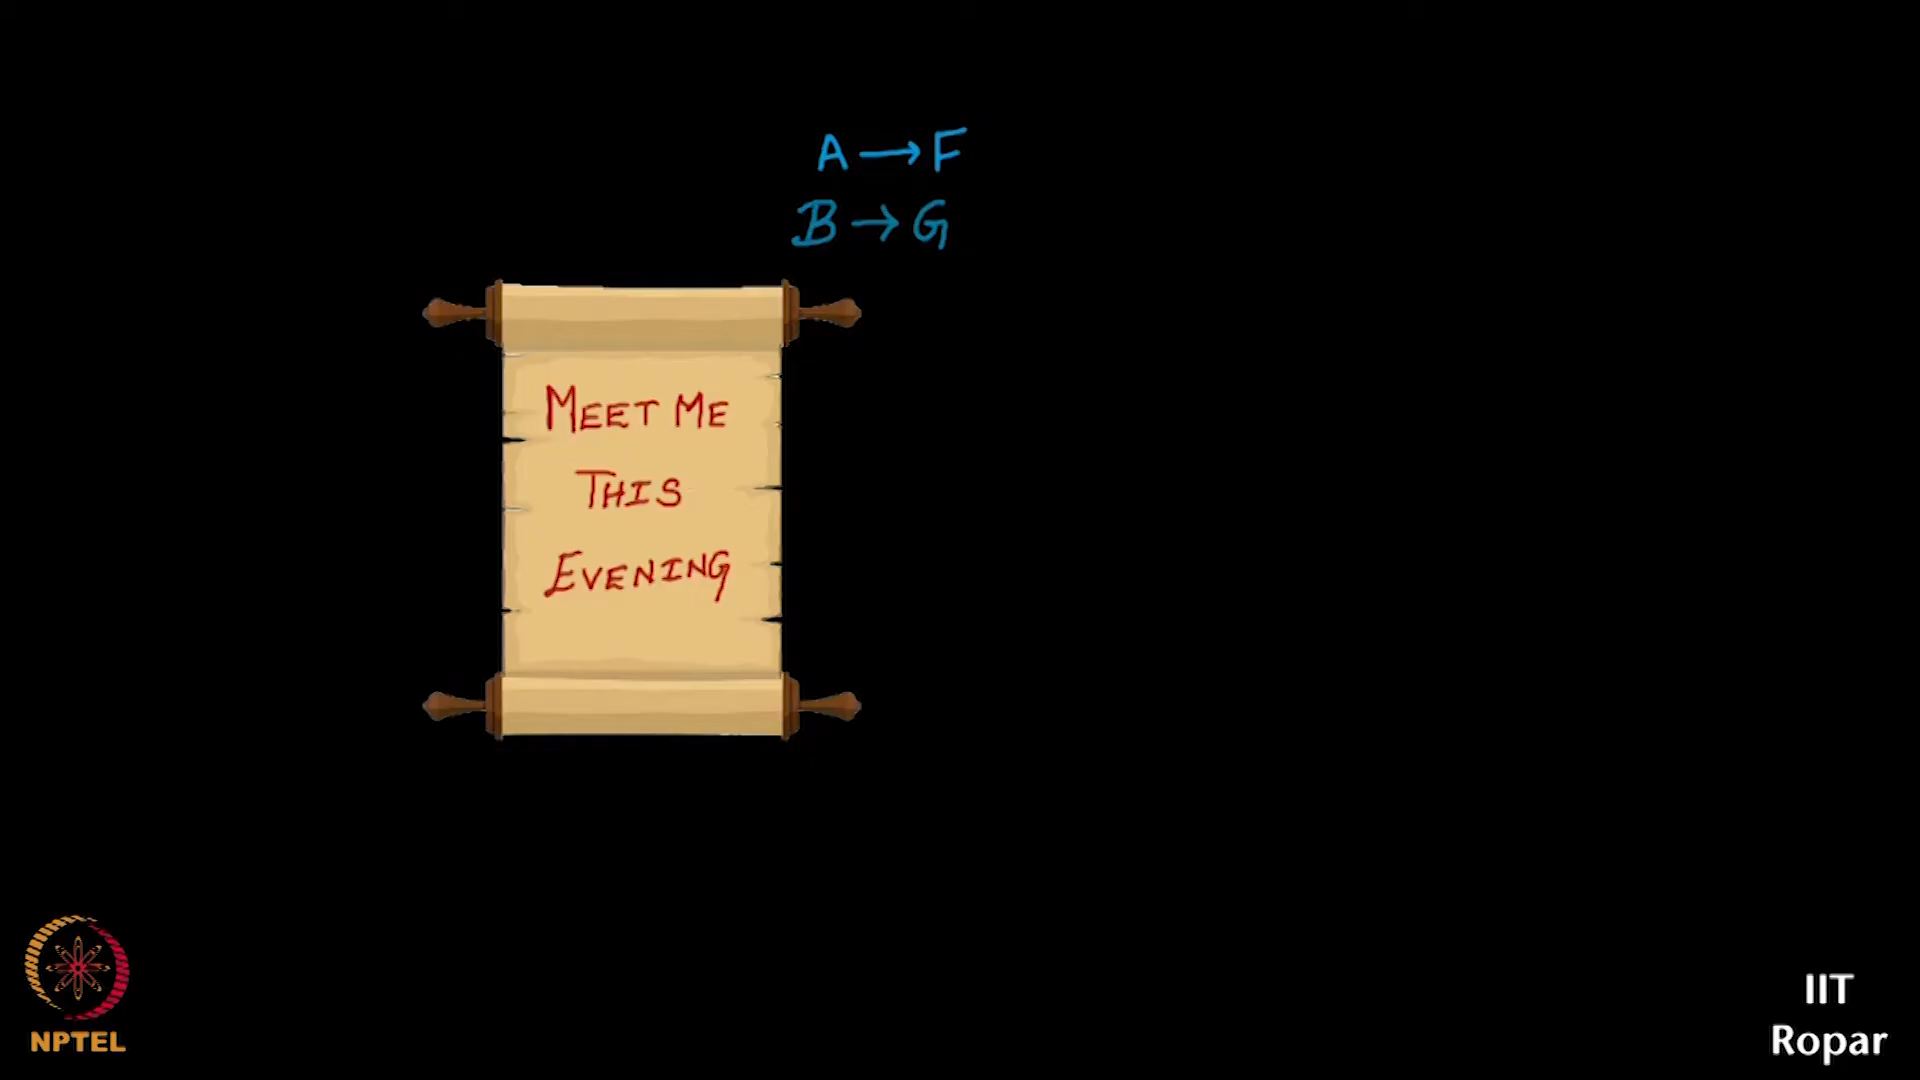 A → F
B → G
MEET ME
THIS
EVENING
NPTEL
IIT
Ropar